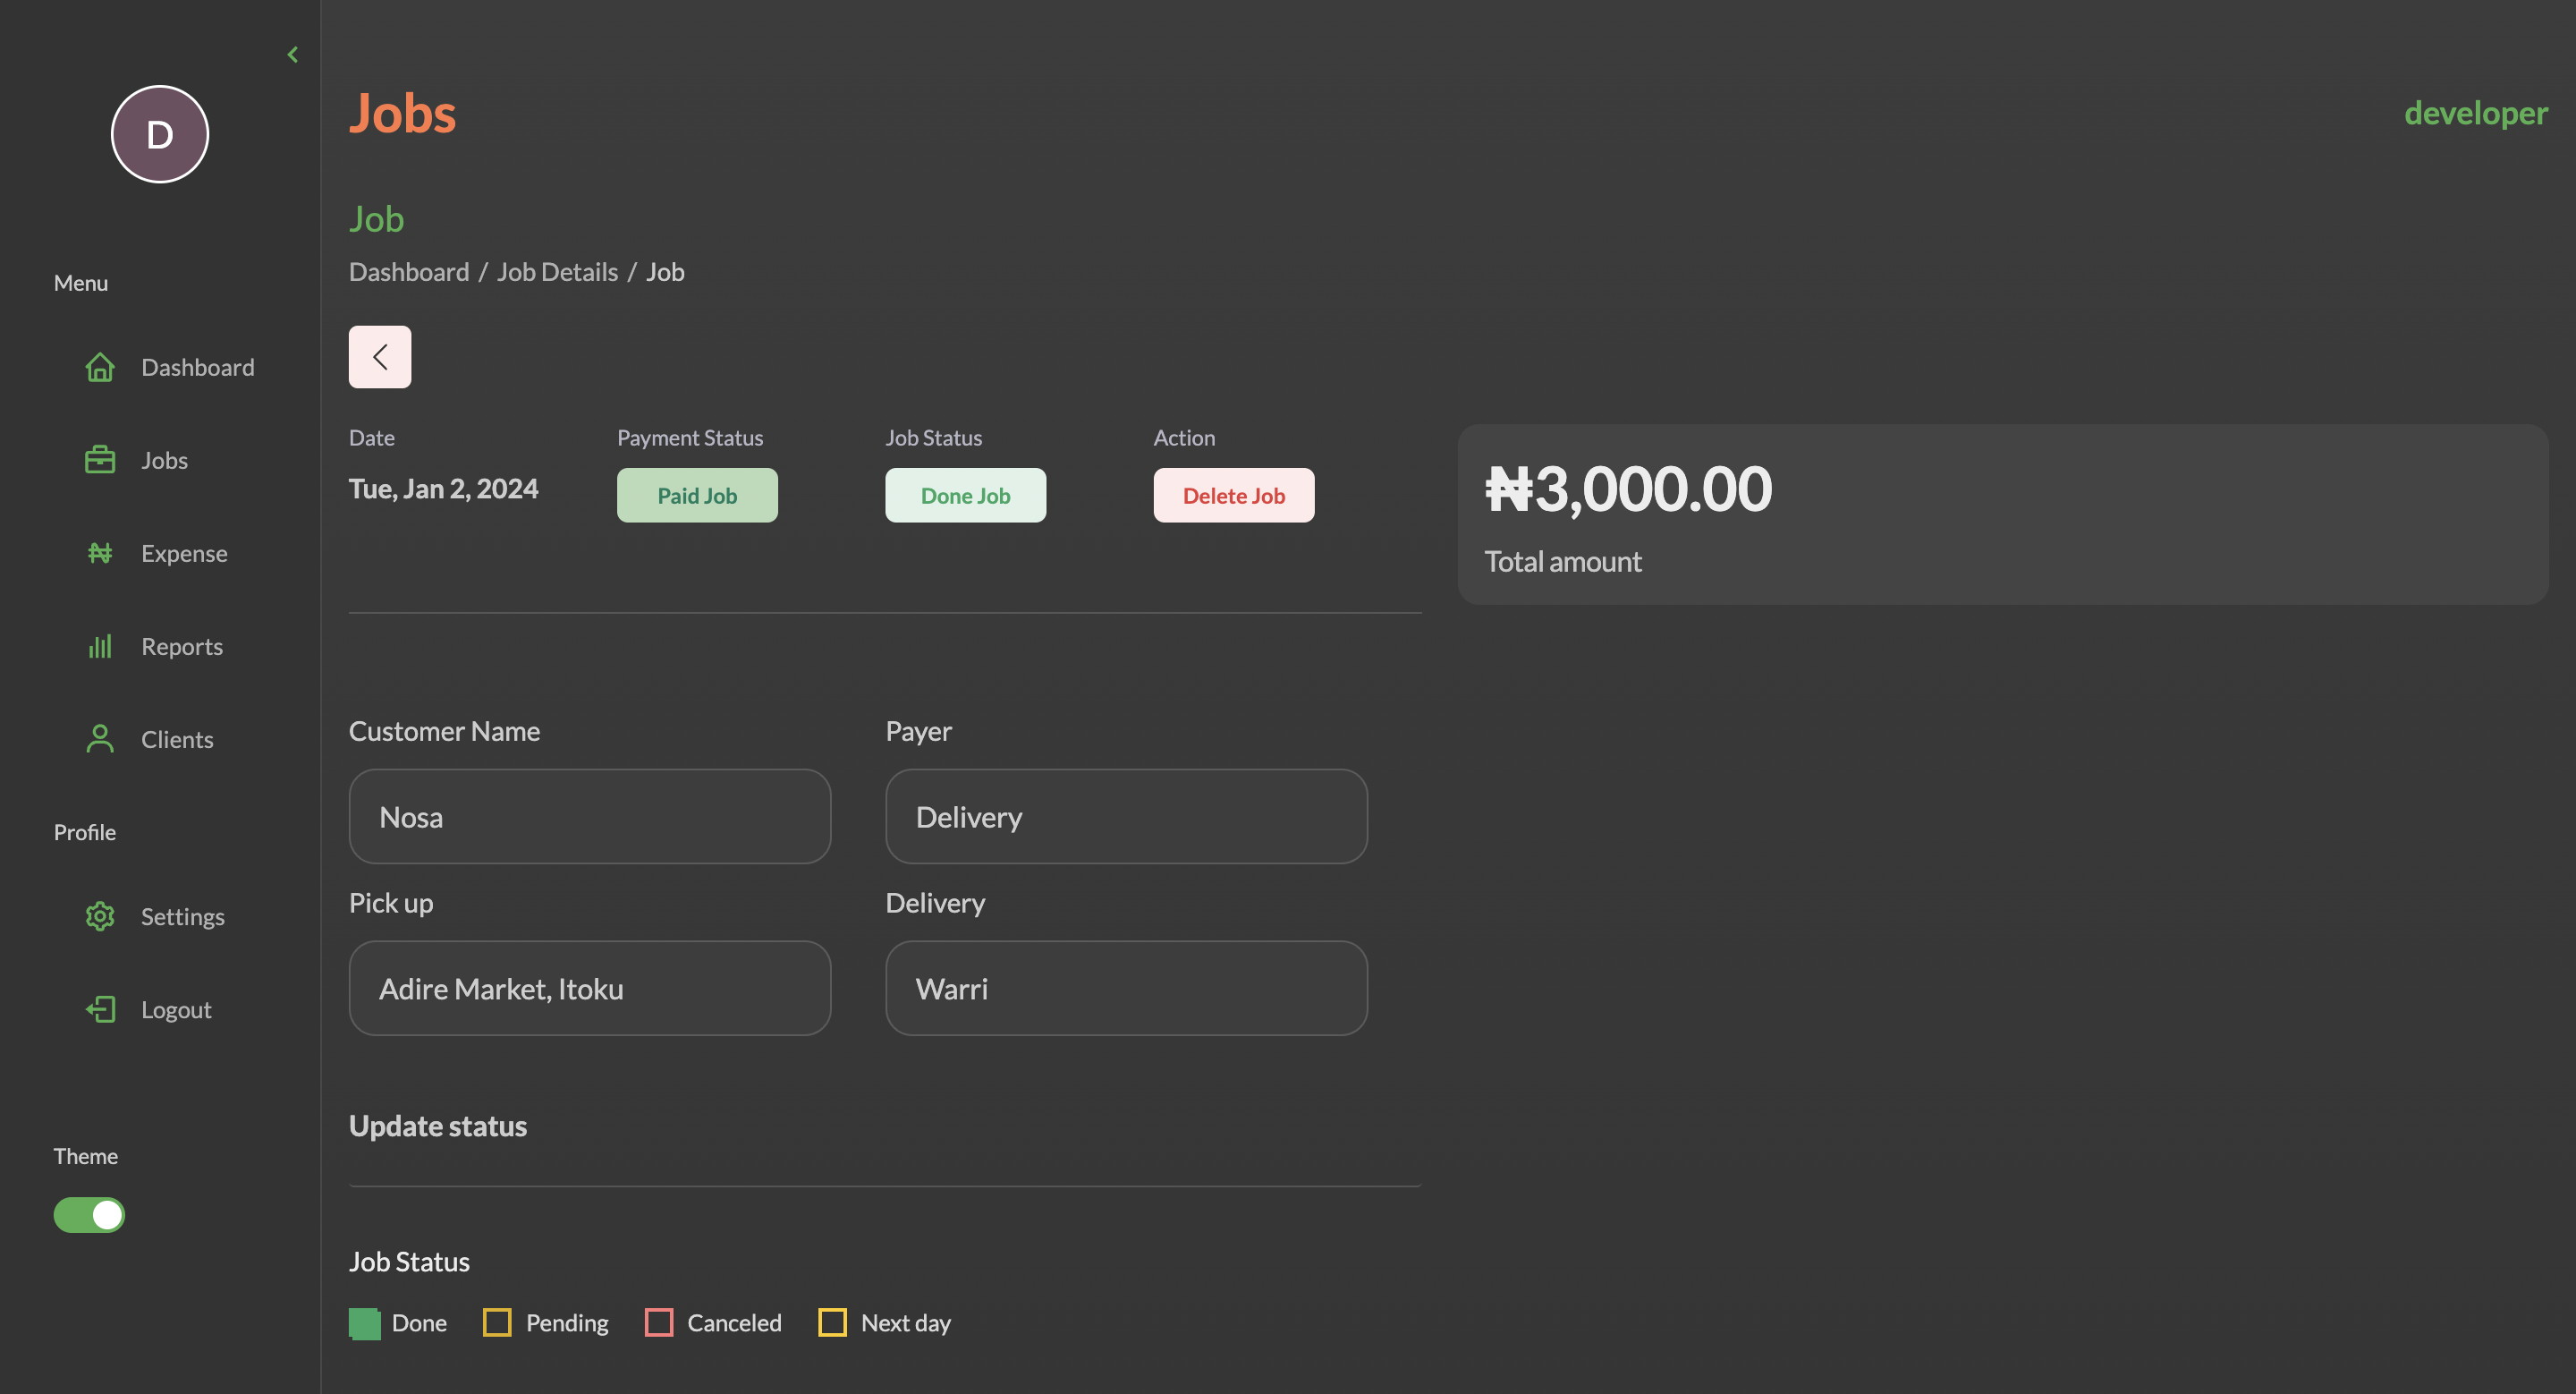 D
Menu
Dashboard
Jobs
Expense
Reports
Clients
Profile
Settings
Logout
Theme
Jobs
developer
Job
Dashboard / Job Details / Job
Date
Payment Status
Job Status
Action
Tue, Jan 2, 2024
Paid Job
Done Job
Delete Job
₦3,000.00
Total amount
Customer Name
Payer
Nosa
Delivery
Pick up
Delivery
Adire Market, Itoku
Warri
Update status
Job Status
Done
Pending
Canceled
Next day